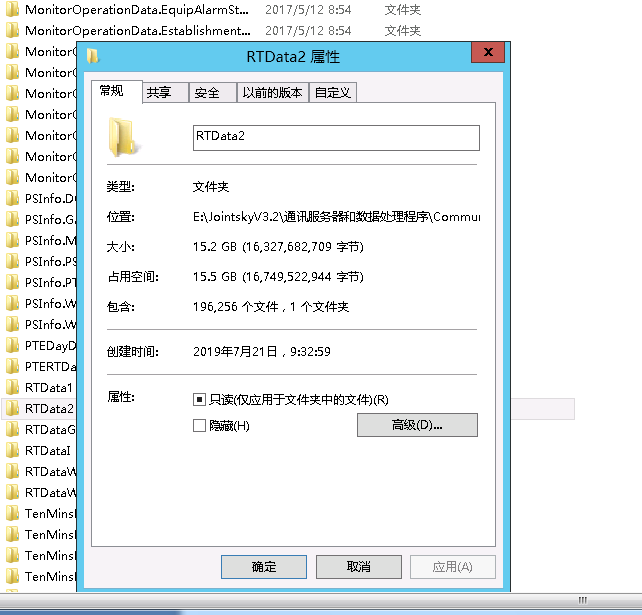 MonitorOperationData.EquipAlarmSt... 2017/5/12 8:54 文件夹
MonitorOperationData.Establishment... 2017/5/12 8:54 文件夹
MonitorO
MonitorO
MonitorO
MonitorO
MonitorO
MonitorO
MonitorO
PSInfo.D
PSInfo.G
PSInfo.M
PSInfo.PS
PSInfo.PT
PSInfo.W
PSInfo.W
PTEDayD
PTERTDa
RTData1
RTData2
RTDataG
RTDataI
RTDataW
RTDataW
TenMinsI
TenMinsI
TenMinsI
TenMinsI
RTData2 属性
x
常规 共享 安全 以前的版本 自定义
RTData2
类型: 文件夹
位置: E:\JointskyV3.2\通讯服务器和数据处理程序\Commu
大小: 15.2 GB (16,327,682,709 字节)
占用空间: 15.5 GB (16,749,522,944 字节)
包含: 196,256 个文件，1 个文件夹
创建时间: 2019年7月21日，9:32:59
属性: 只读(仅应用于文件夹中的文件)(R)
隐藏(H) 高级(D)...
确定 取消 应用(A)